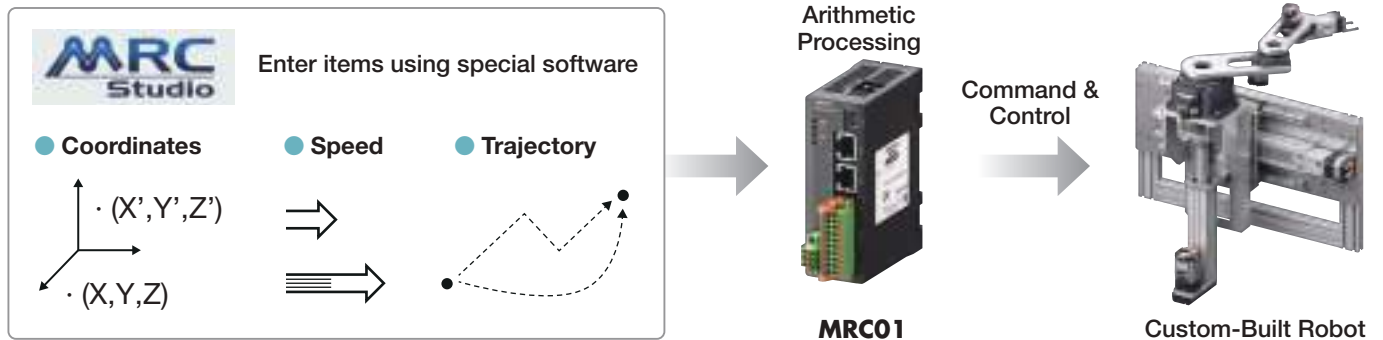 MRC
Studio
Enter items using special software
Coordinates
Speed
Trajectory
· (X’,Y’,Z’)
· (X,Y,Z)
Arithmetic
Processing
MRC01
Command &
Control
Custom-Built Robot